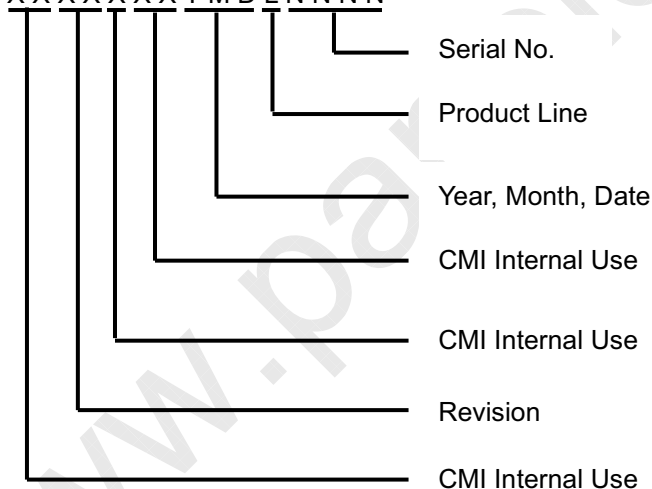 X X X X X X X Y M D L N N N N
Serial No.
Product Line
Year, Month, Date
CMI Internal Use
CMI Internal Use
Revision
CMI Internal Use